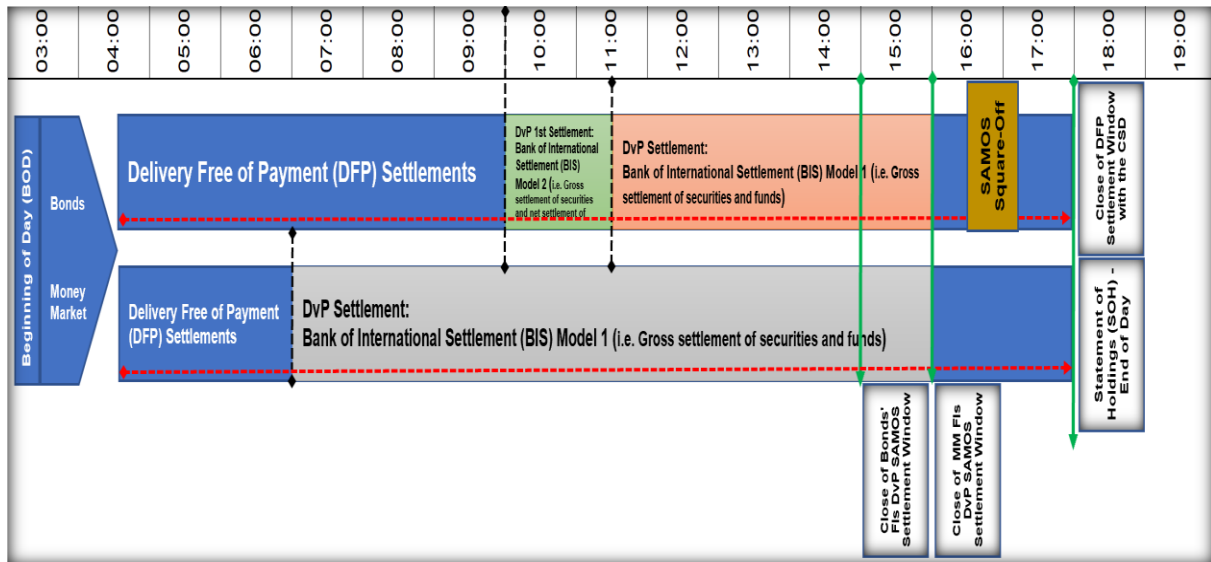 03:00
04:00
05:00
06:00
07:00
08:00
09:00
10:00
11:00
12:00
13:00
14:00
15:00
16:00
17:00
18:00
19:00
Beginning of Day (BOD)
Bonds
Money
Market
Delivery Free of Payment (DFP) Settlements
DvP 1st Settlement:
Bank of International
Settlement (BIS)
Model 2 (i.e. Gross
settlement of securities
and net settlement of
DvP Settlement:
Bank of International Settlement (BIS) Model 1 (i.e. Gross
settlement of securities and funds)
SAMOS
Square-Off
Close of DFP
Settlement Window
with the CSD
Delivery Free of Payment
(DFP) Settlements
DvP Settlement:
Bank of International Settlement (BIS) Model 1 (i.e. Gross settlement of securities and funds)
Statement of
Holdings (SOH) -
End of Day
Close of Bonds'
FIs DvP SAMOS
Settlement Window
Close of MM FIs
DvP SAMOS
Settlement Window